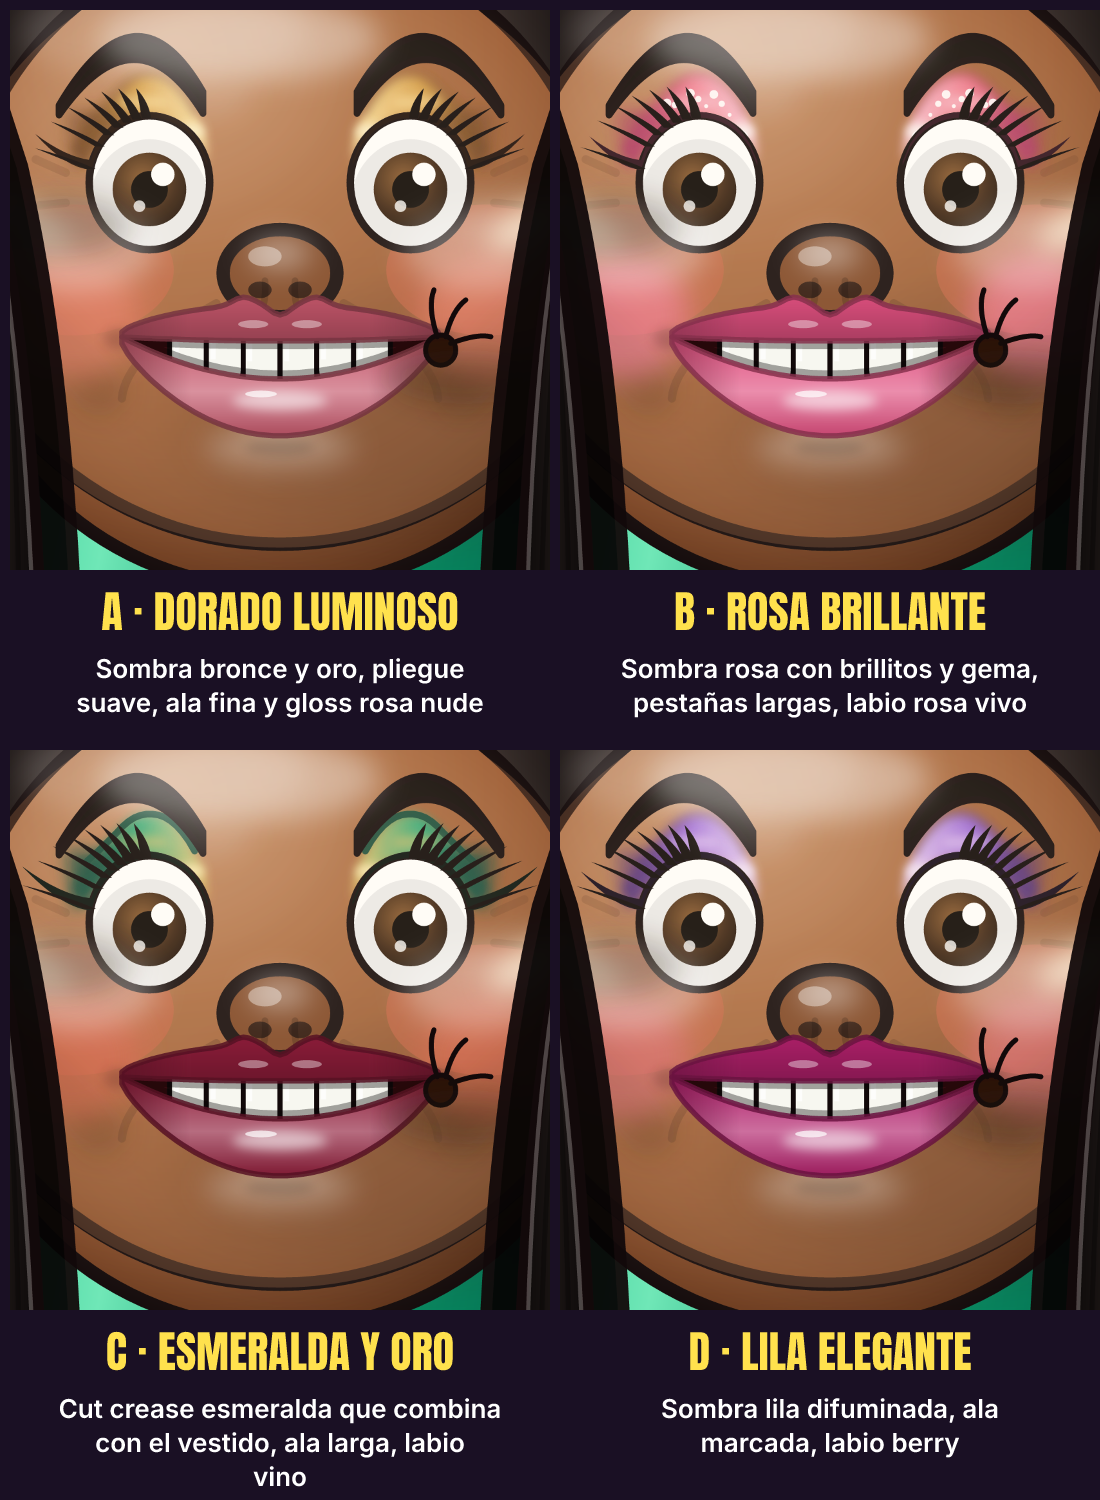 A · DORADO LUMINOSO
Sombra bronce y oro, pliegue
suave, ala fina y gloss rosa nude
B · ROSA BRILLANTE
Sombra rosa con brillitos y gema,
pestañas largas, labio rosa vivo
C · ESMERALDA Y ORO
Cut crease esmeralda que combina
con el vestido, ala larga, labio
vino
D · LILA ELEGANTE
Sombra lila difuminada, ala
marcada, labio berry